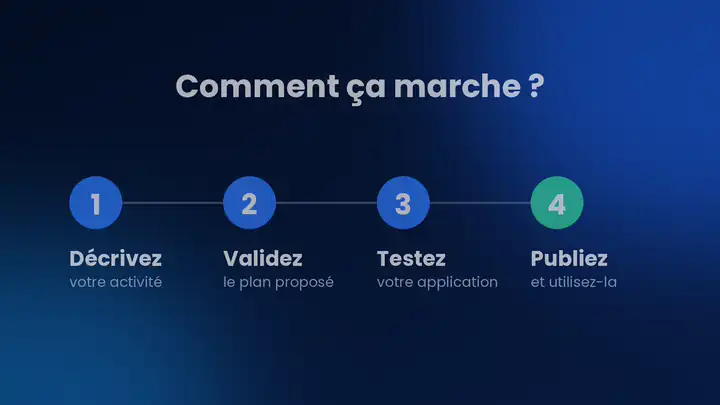 Comment ça marche ?
1
2
3
4
Décrivez
votre activité
Validez
le plan proposé
Testez
votre application
Publiez
et utilisez-la